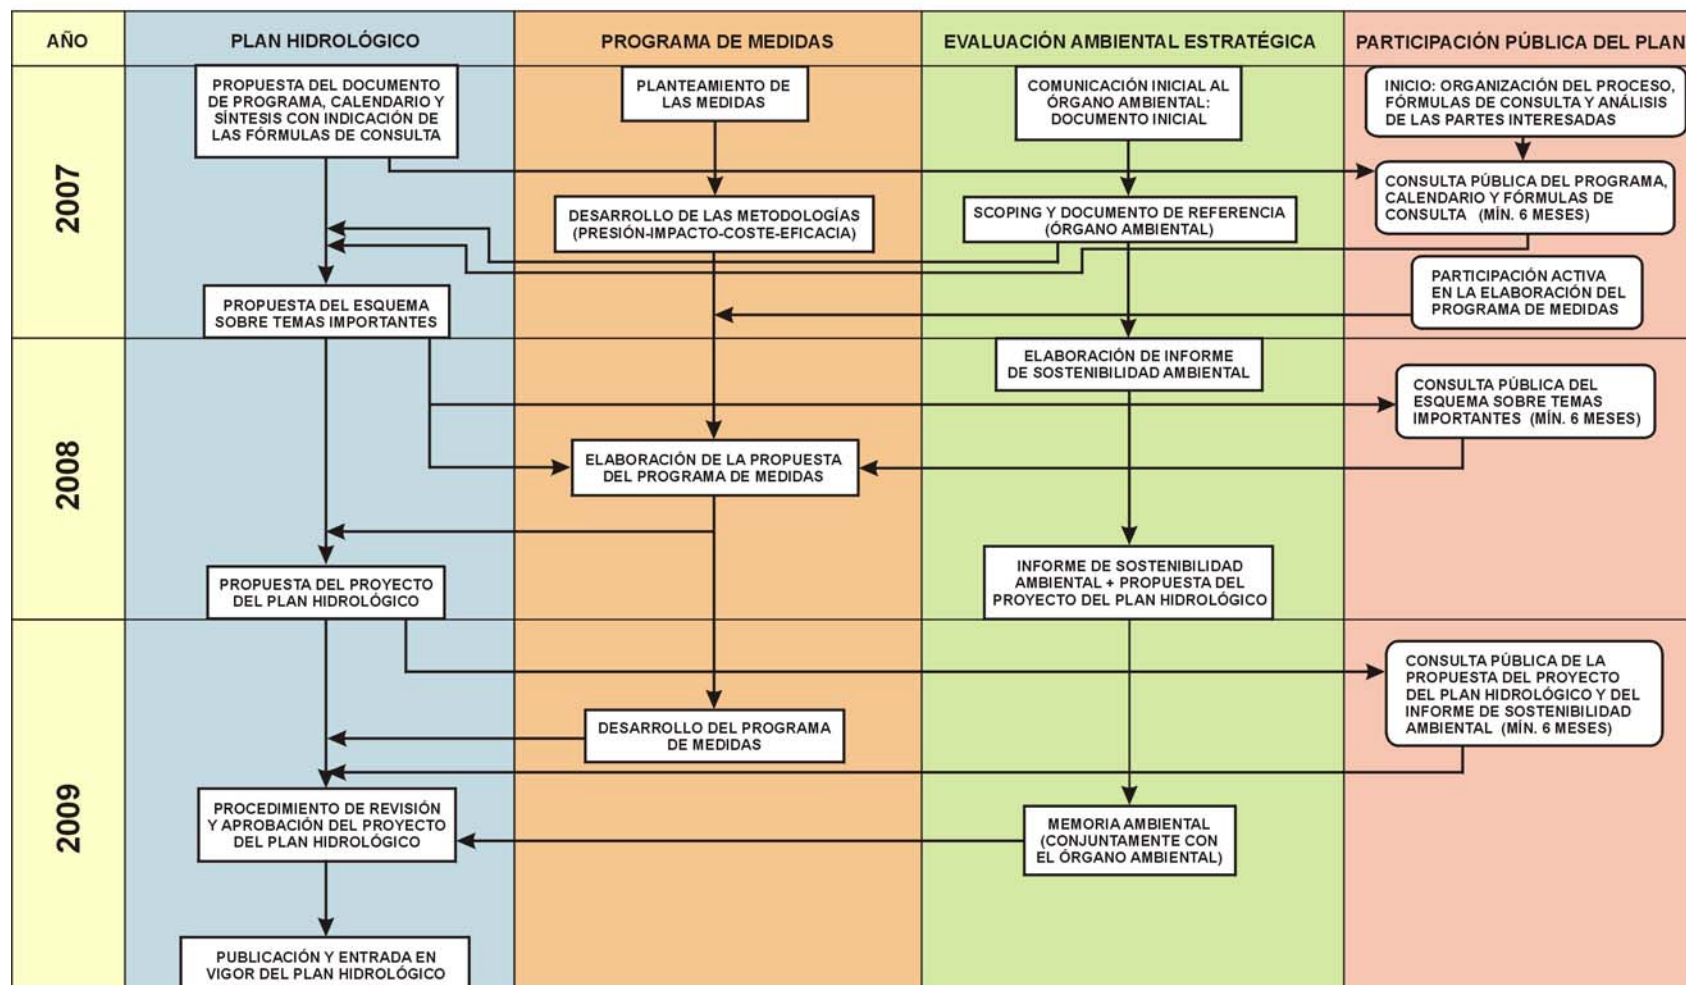 AÑO
PLAN HIDROLÓGICO
PROGRAMA DE MEDIDAS
EVALUACIÓN AMBIENTAL ESTRATÉGICA
PARTICIPACIÓN PÚBLICA DEL PLAN
2007
PROPUESTA DEL DOCUMENTO
DE PROGRAMA, CALENDARIO Y
SÍNTESIS CON INDICACIÓN DE
LAS FÓRMULAS DE CONSULTA
PLANTEAMIENTO DE
LAS MEDIDAS
COMUNICACIÓN INICIAL AL
ÓRGANO AMBIENTAL:
DOCUMENTO INICIAL
INICIO: ORGANIZACIÓN DEL PROCESO,
FÓRMULAS DE CONSULTA Y ANÁLISIS
DE LAS PARTES INTERESADAS
CONSULTA PÚBLICA DEL PROGRAMA,
CALENDARIO Y FÓRMULAS DE
CONSULTA (MÍN. 6 MESES)
DESARROLLO DE LAS METODOLOGÍAS
(PRESIÓN-IMPACTO-COSTE-EFICACIA)
SCOPING Y DOCUMENTO DE REFERENCIA
(ÓRGANO AMBIENTAL)
PARTICIPACIÓN ACTIVA
EN LA ELABORACIÓN DEL
PROGRAMA DE MEDIDAS
PROPUESTA DEL ESQUEMA
SOBRE TEMAS IMPORTANTES
2008
ELABORACIÓN DE INFORME
DE SOSTENIBILIDAD AMBIENTAL
CONSULTA PÚBLICA DEL
ESQUEMA SOBRE TEMAS
IMPORTANTES (MÍN. 6 MESES)
ELABORACIÓN DE LA PROPUESTA
DEL PROGRAMA DE MEDIDAS
PROPUESTA DEL PROYECTO
DEL PLAN HIDROLÓGICO
INFORME DE SOSTENIBILIDAD
AMBIENTAL + PROPUESTA DEL
PROYECTO DEL PLAN HIDROLÓGICO
2009
CONSULTA PÚBLICA DE LA
PROPUESTA DEL PROYECTO
DEL PLAN HIDROLÓGICO Y DEL
INFORME DE SOSTENIBILIDAD
AMBIENTAL (MÍN. 6 MESES)
DESARROLLO DEL PROGRAMA
DE MEDIDAS
PROCEDIMIENTO DE REVISIÓN
Y APROBACIÓN DEL PROYECTO
DEL PLAN HIDROLÓGICO
MEMORIA AMBIENTAL
(CONJUNTAMENTE CON
EL ÓRGANO AMBIENTAL)
PUBLICACIÓN Y ENTRADA EN
VIGOR DEL PLAN HIDROLÓGICO